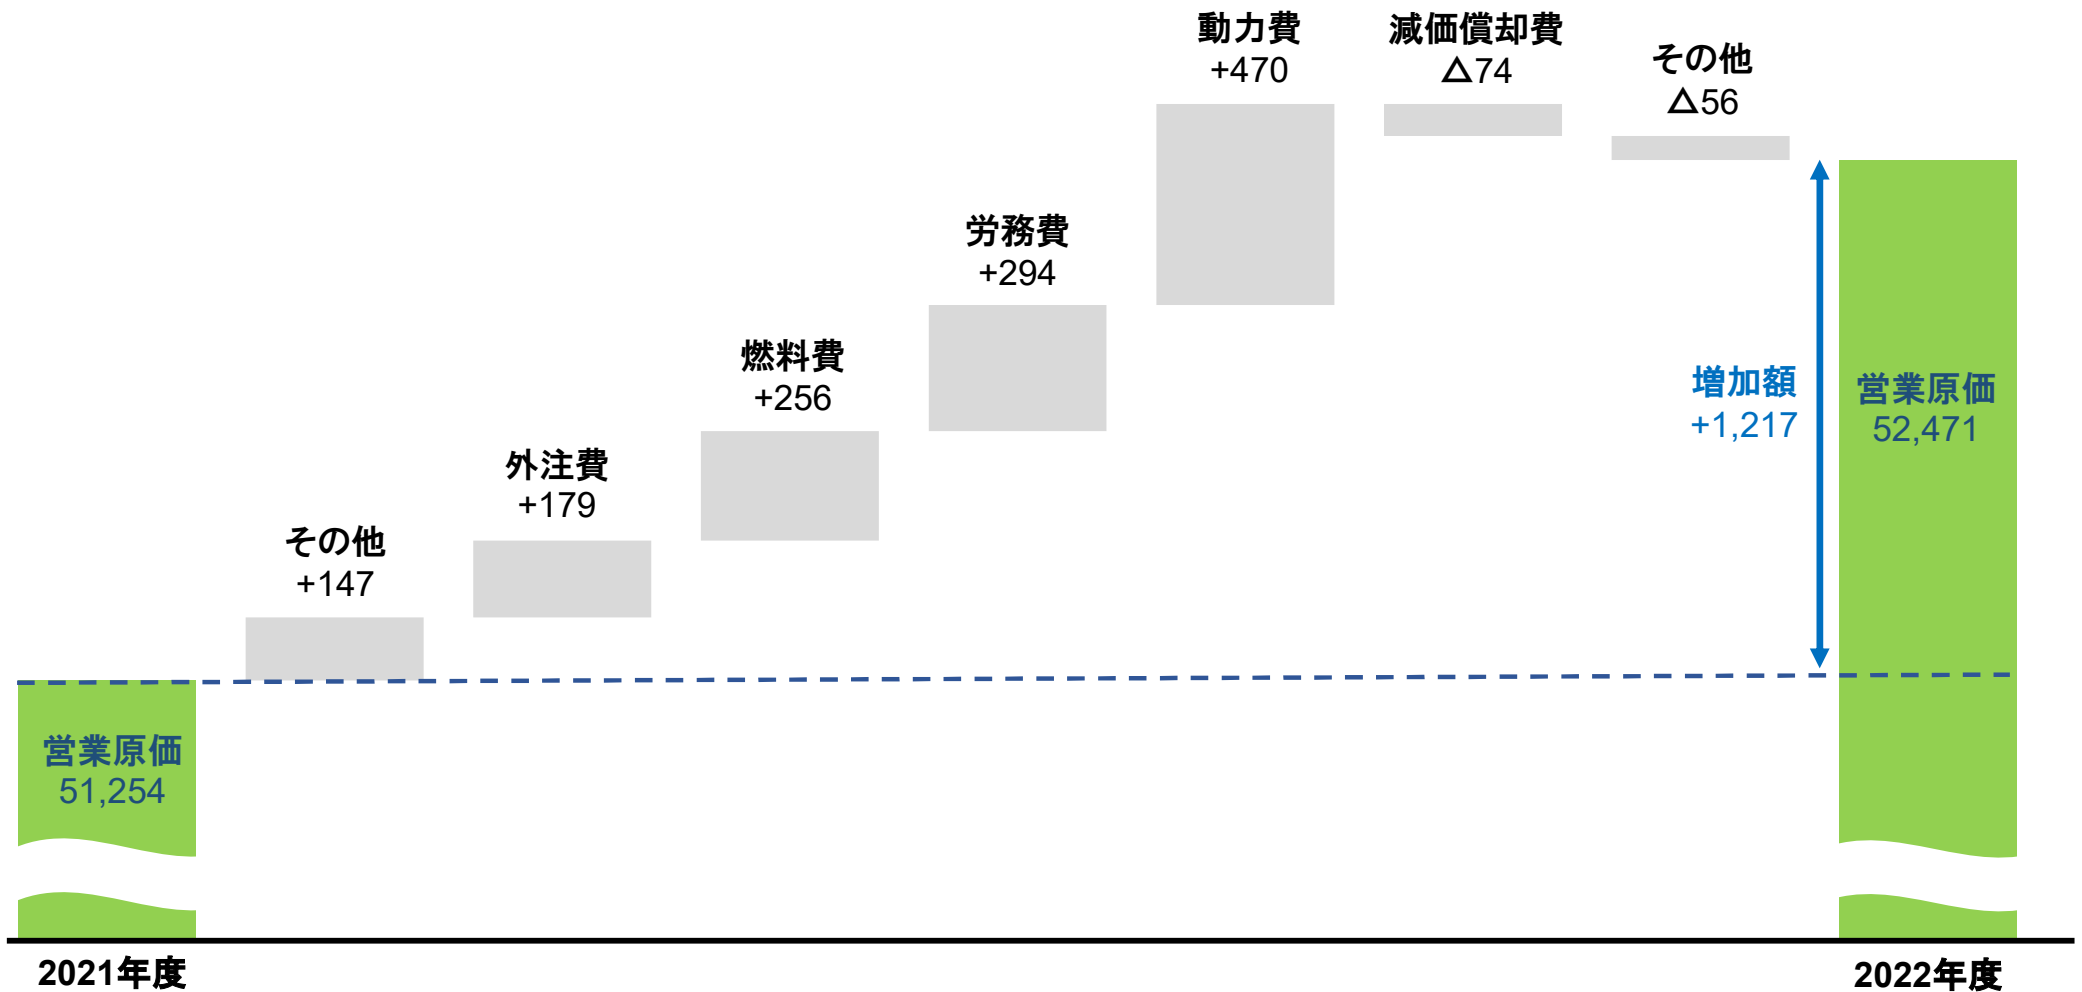 動力費
+470
減価償却費
△74
その他
△56
労務費
+294
燃料費
+256
外注費
+179
その他
+147
増加額
+1,217
営業原価
52,471
営業原価
51,254
2021年度
2022年度